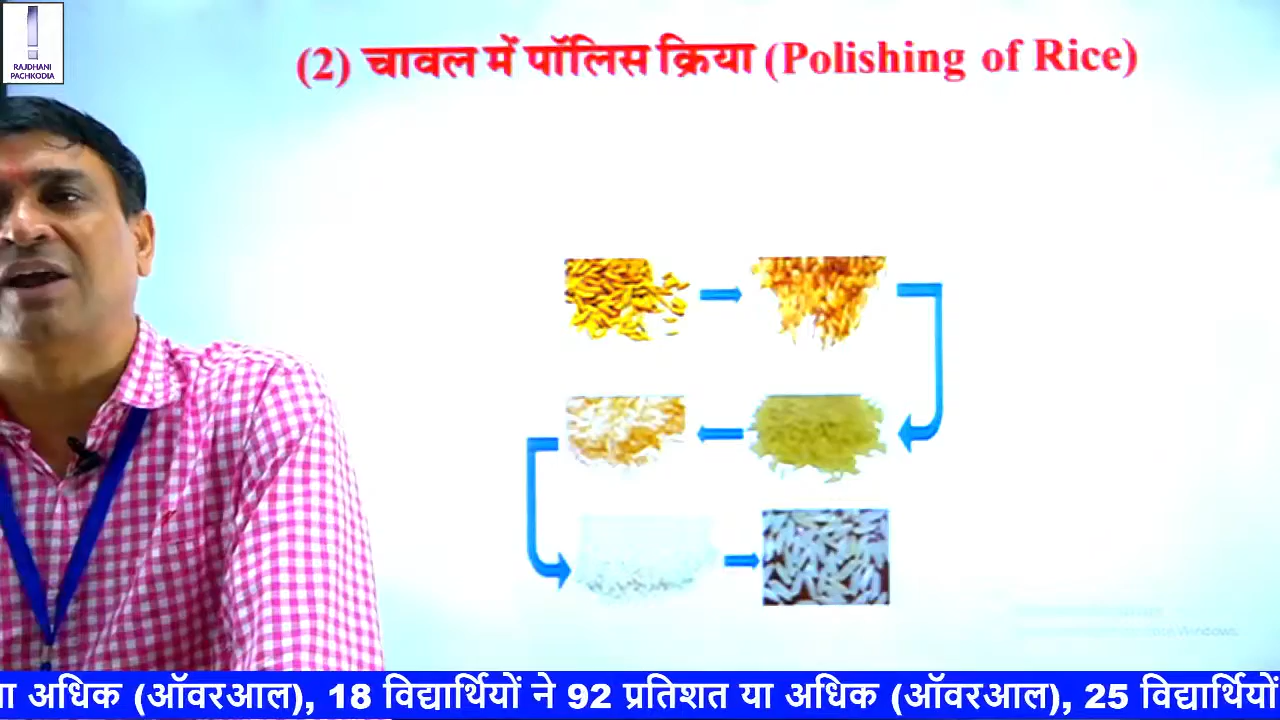 RAJDHANI
PACHKODIA
(2) चावल में पॉलिस क्रिया (Polishing of Rice)
अधिक (ऑवरआल), 18 विद्यार्थियों ने 92 प्रतिशत या अधिक (ऑवरआल), 25 विद्यार्थियों